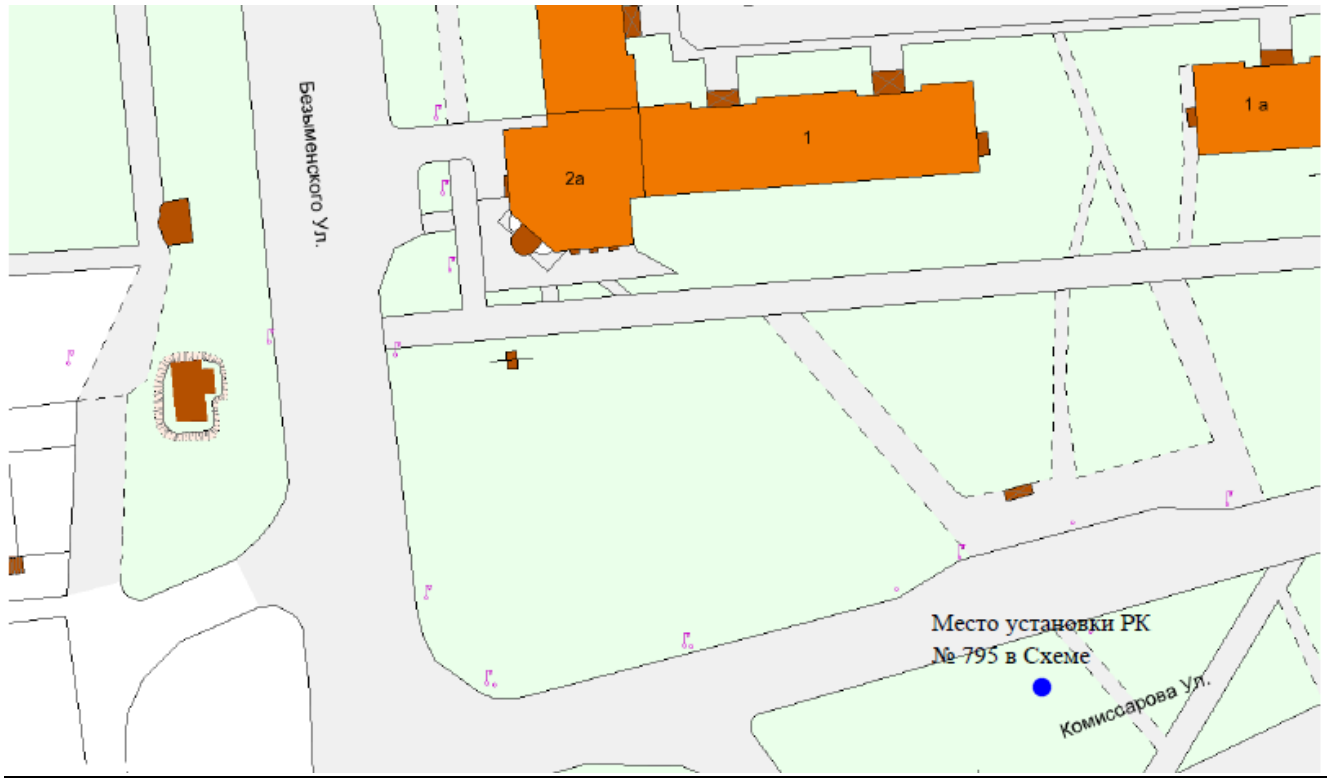 Безыменского Ул.
1
1 а
2а
Место установки РК
№ 795 в Схеме
Комиссарова Ул.